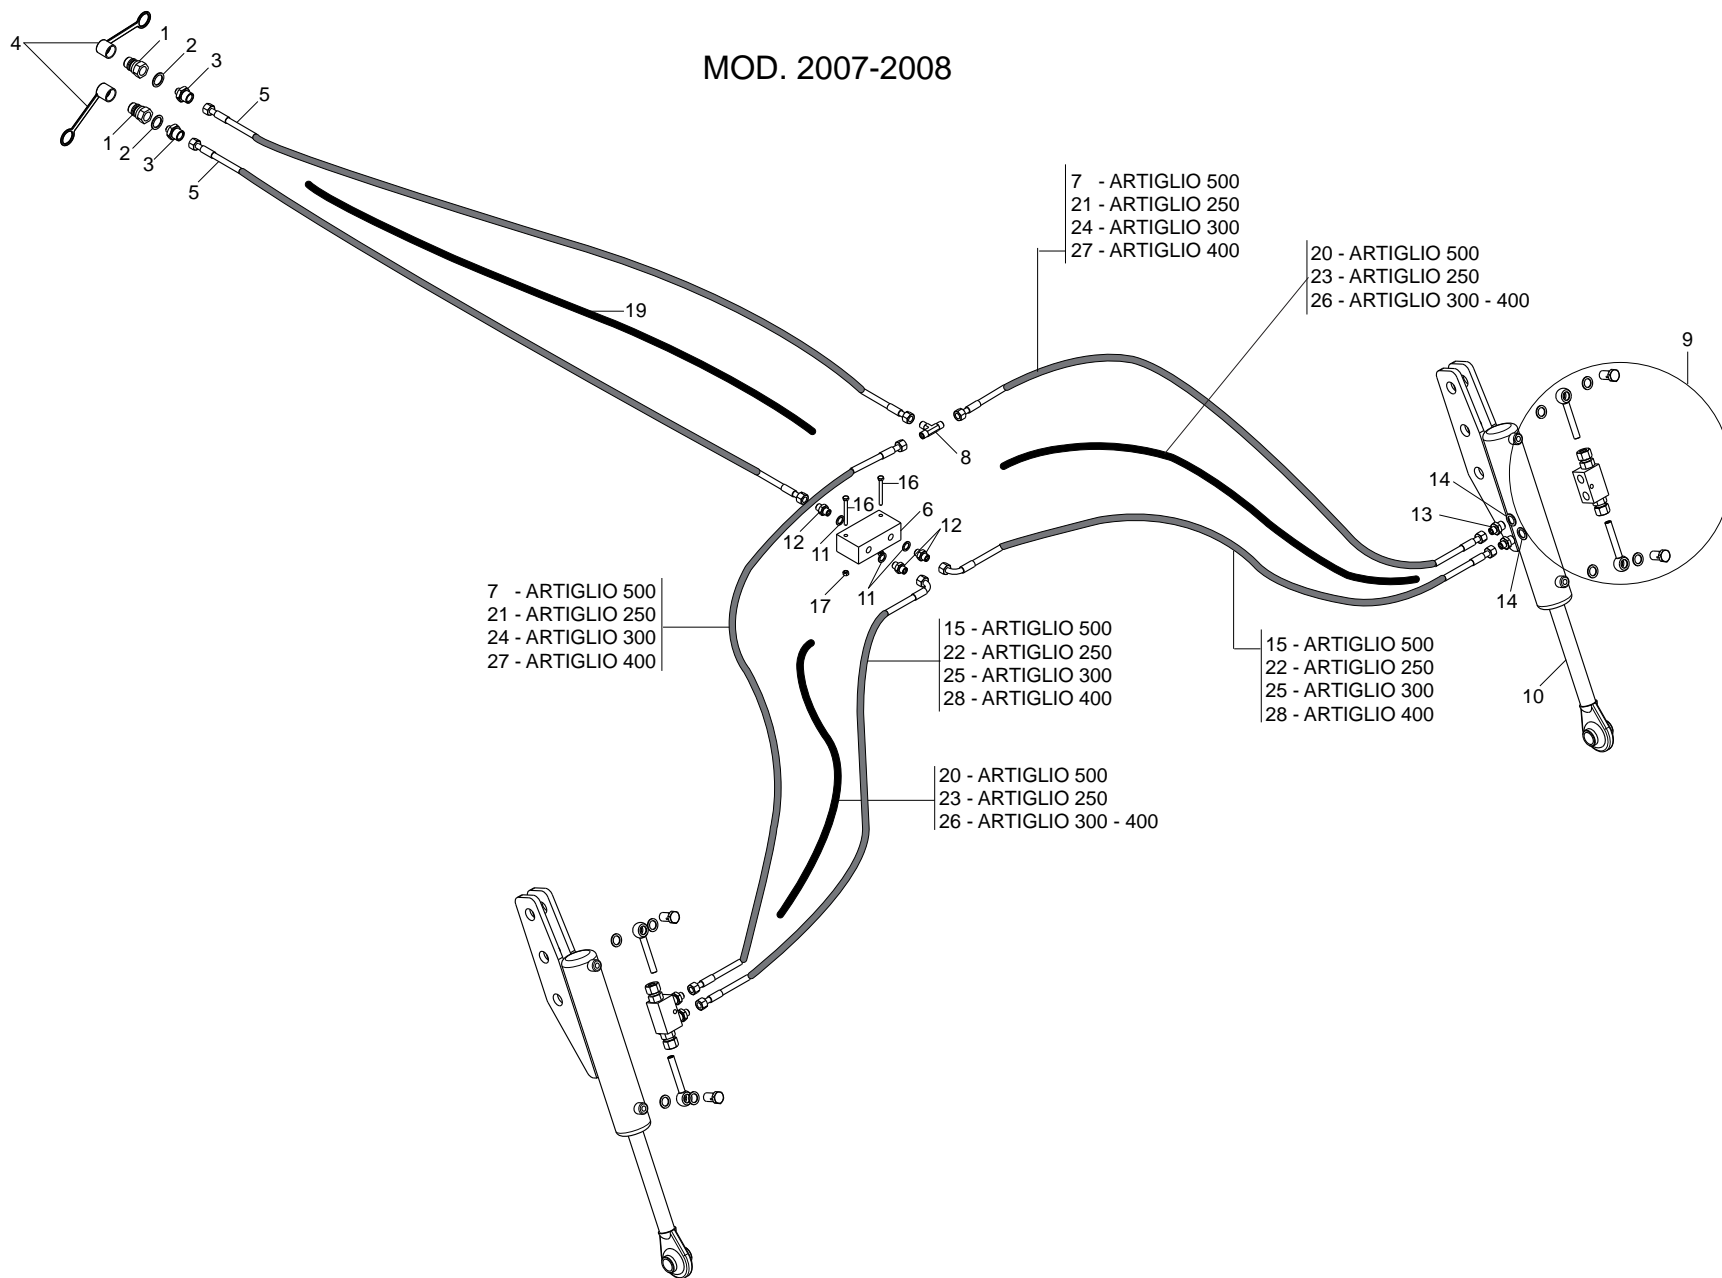 MOD. 2007-2008
4
1
2
3
5
1
2
3
5
19
7 - ARTIGLIO 500
21 - ARTIGLIO 250
24 - ARTIGLIO 300
27 - ARTIGLIO 400
20 - ARTIGLIO 500
23 - ARTIGLIO 250
26 - ARTIGLIO 300 - 400
9
8
16
16
6
12
12
11
11
17
14
13
14
10
7 - ARTIGLIO 500
21 - ARTIGLIO 250
24 - ARTIGLIO 300
27 - ARTIGLIO 400
15 - ARTIGLIO 500
22 - ARTIGLIO 250
25 - ARTIGLIO 300
28 - ARTIGLIO 400
15 - ARTIGLIO 500
22 - ARTIGLIO 250
25 - ARTIGLIO 300
28 - ARTIGLIO 400
20 - ARTIGLIO 500
23 - ARTIGLIO 250
26 - ARTIGLIO 300 - 400